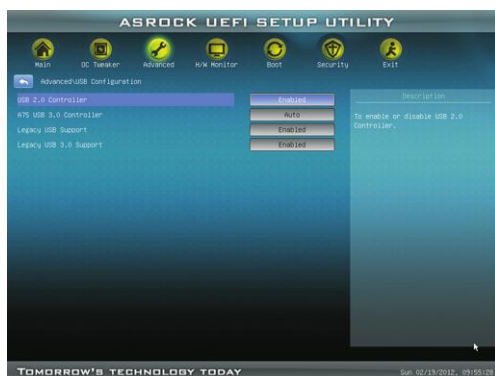 ASROCK UEFI SETUP UTILITY
Main OC Tweaker Advanced H/W Monitor Boot Security Exit
Advanced\USB Configuration
USB 2.0 Controller Enabled
A75 USB 3.0 Controller Auto
Legacy USB Support Enabled
Legacy USB 3.0 Support Enabled
Description
To enable or disable USB 2.0
Controller.
TOMORROW'S TECHNOLOGY TODAY
Sun 02/19/2012, 09:55:28